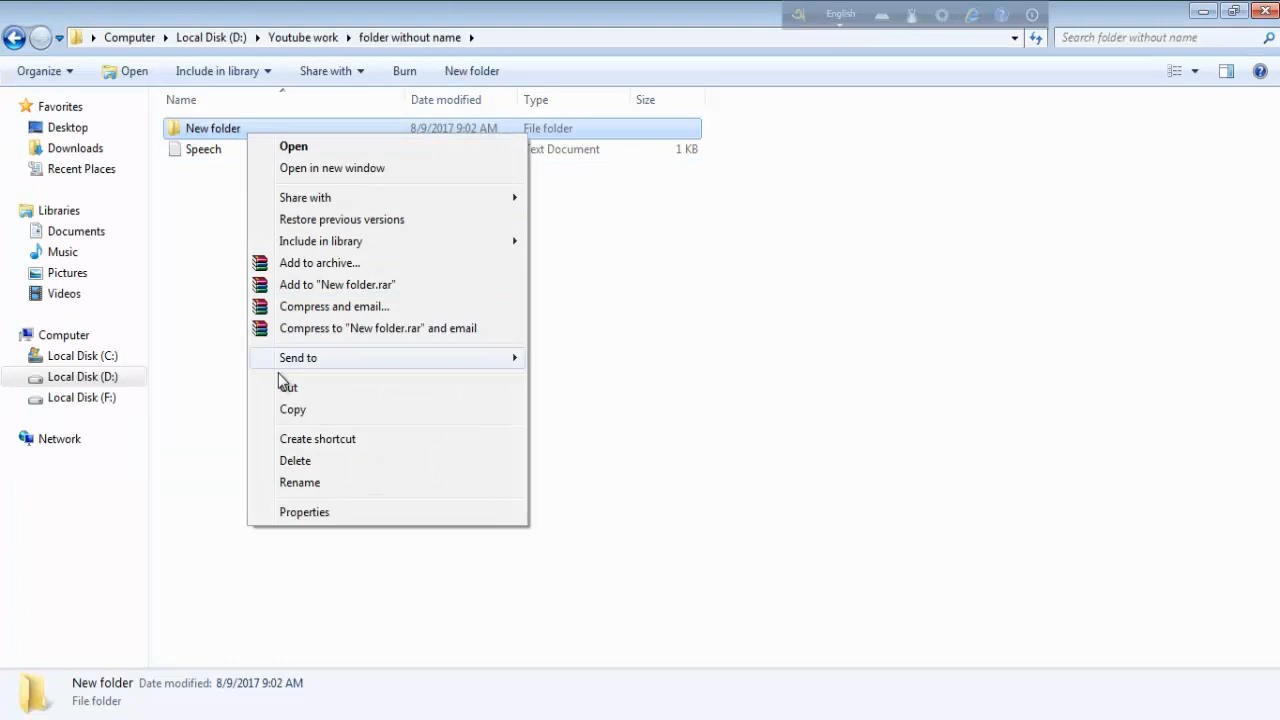 English
Computer Local Disk (D:) Youtube work folder without name
Search folder without name
Organize Open Include in library Share with Burn New folder
Favorites
Desktop
Downloads
Recent Places
Libraries
Documents
Music
Pictures
Videos
Computer
Local Disk (C:)
Local Disk (D:)
Local Disk (F:)
Network
Name Date modified Type Size
New folder 8/9/2017 9:02 AM File folder
Speech Text Document 1 KB
Open
Open in new window
Share with
Restore previous versions
Include in library
Add to archive...
Add to "New folder.rar"
Compress and email...
Compress to "New folder.rar" and email
Send to
Cut
Copy
Create shortcut
Delete
Rename
Properties
New folder Date modified: 8/9/2017 9:02 AM
File folder